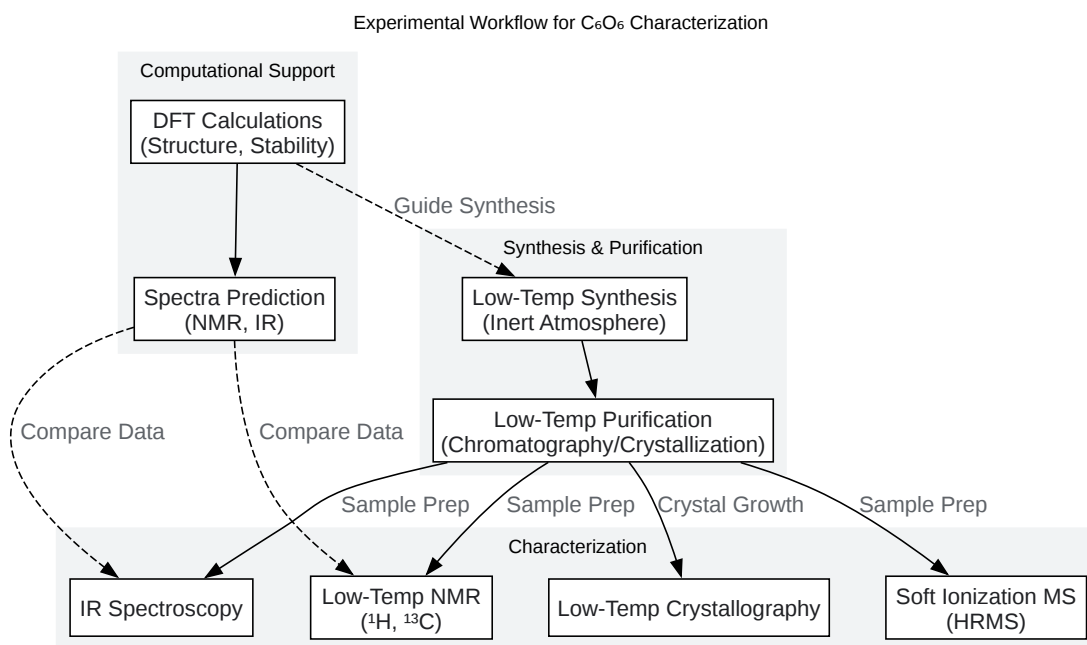 Experimental Workflow for C₆O₆ Characterization
Computational Support
DFT Calculations
(Structure, Stability)
Guide Synthesis
Synthesis & Purification
Spectra Prediction
(NMR, IR)
Low-Temp Synthesis
(Inert Atmosphere)
Compare Data
Compare Data
Low-Temp Purification
(Chromatography/Crystallization)
Sample Prep
Sample Prep
Crystal Growth
Sample Prep
Characterization
IR Spectroscopy
Low-Temp NMR
(¹H, ¹³C)
Low-Temp Crystallography
Soft Ionization MS
(HRMS)